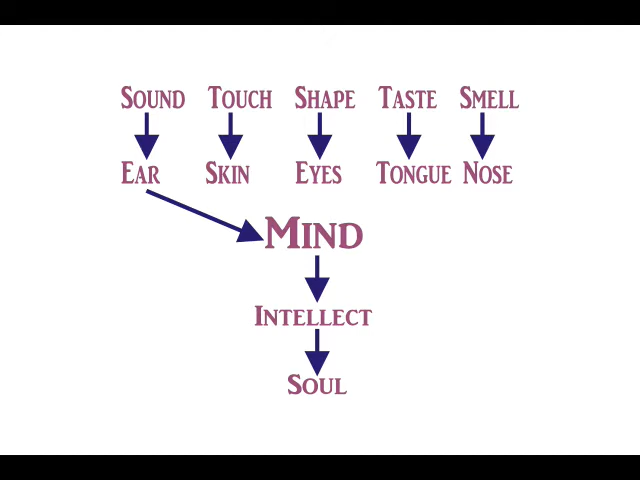 Sound Touch Shape Taste Smell
Ear Skin Eyes Tongue Nose
Mind
Intellect
Soul